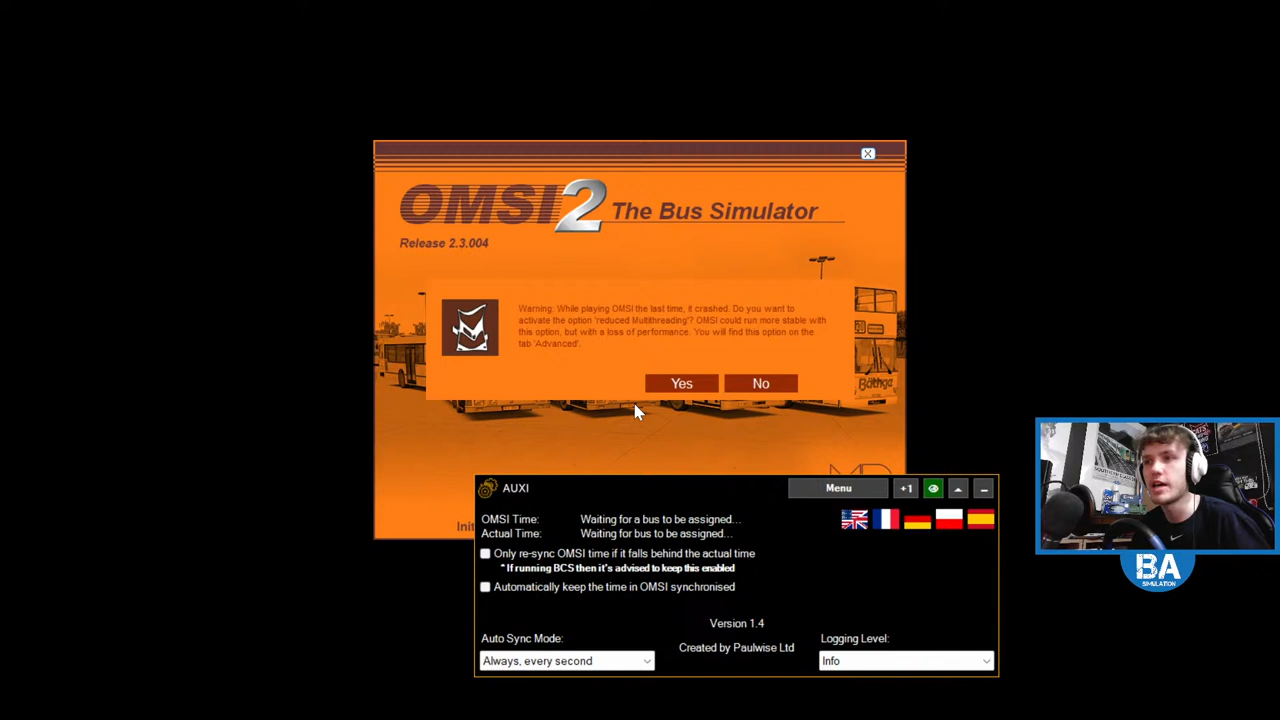 OMSI 2 The Bus Simulator
Release 2.3.004
Warning: While playing OMSI the last time, it crashed. Do you want to
activate the option 'reduced Multithreading'? OMSI could run more stable with
this option, but with a loss of performance. You will find this option on the
tab 'Advanced'.
Yes No
Bathge
AUXI Menu +1
OMSI Time: Waiting for a bus to be assigned...
Actual Time: Waiting for bus to be assigned...
Only re-sync OMSI time if it falls behind the actual time
* If running BCS then it's advised to keep this enabled
Automatically keep the time in OMSI synchronised
Version 1.4
Auto Sync Mode: Created by Paulwise Ltd Logging Level:
Always, every second Info
BA
SIMULATION